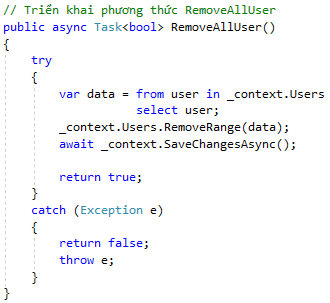 // Triển khai phương thức RemoveAllUser
public async Task<bool> RemoveAllUser()
{
    try
    {
        var data = from user in _context.Users
                   select user;
        _context.Users.RemoveRange(data);
        await _context.SaveChangesAsync();

        return true;
    }
    catch (Exception e)
    {
        return false;
        throw e;
    }
}